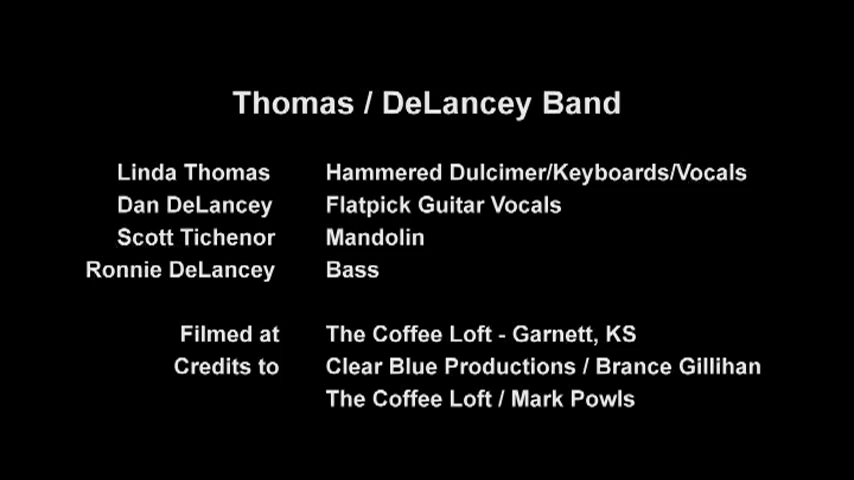 Thomas / DeLancey Band
Linda Thomas Hammered Dulcimer/Keyboards/Vocals
Dan DeLancey Flatpick Guitar Vocals
Scott Tichenor Mandolin
Ronnie DeLancey Bass
Filmed at The Coffee Loft - Garnett, KS
Credits to Clear Blue Productions / Brance Gillihan
The Coffee Loft / Mark Powls